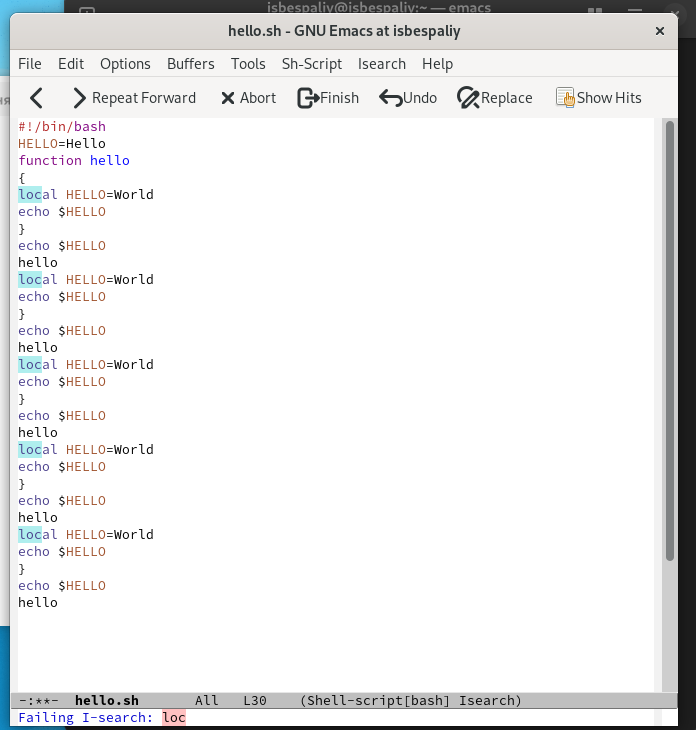 isbespaliy@isbespaliy:~ — emacs
hello.sh - GNU Emacs at isbespaliy
File Edit Options Buffers Tools Sh-Script Isearch Help
Repeat Forward Abort Finish Undo Replace Show Hits
#!/bin/bash
HELLO=Hello
function hello
{
local HELLO=World
echo $HELLO
}
echo $HELLO
hello
local HELLO=World
echo $HELLO
}
echo $HELLO
hello
local HELLO=World
echo $HELLO
}
echo $HELLO
hello
local HELLO=World
echo $HELLO
}
echo $HELLO
hello
local HELLO=World
echo $HELLO
}
echo $HELLO
hello
-:**- hello.sh All L30 (Shell-script[bash] Isearch)
Failing I-search: loc